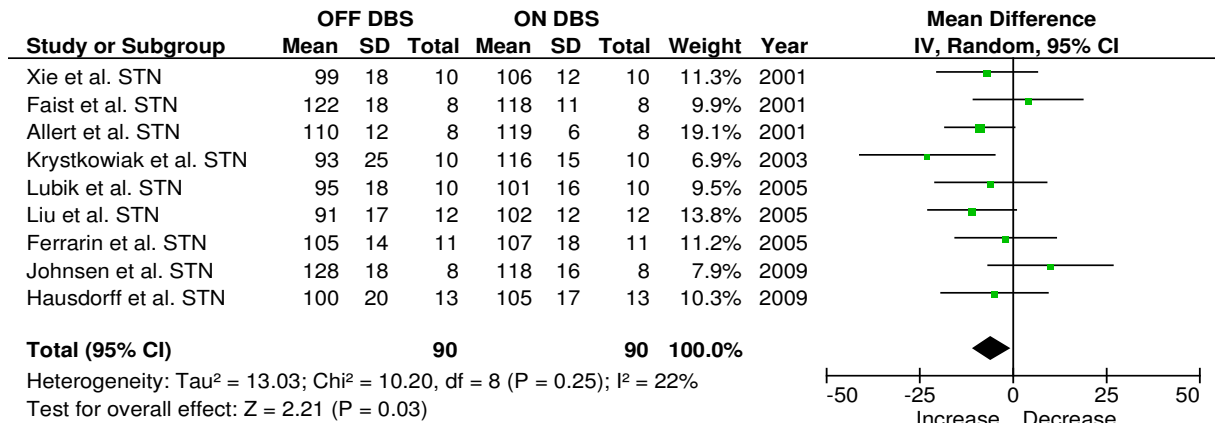 OFF DBS ON DBS Mean Difference
Study or Subgroup Mean SD Total Mean SD Total Weight Year IV, Random, 95% CI
Xie et al. STN 99 18 10 106 12 10 11.3% 2001
Faist et al. STN 122 18 8 118 11 8 9.9% 2001
Allert et al. STN 110 12 8 119 6 8 19.1% 2001
Krystkowiak et al. STN 93 25 10 116 15 10 6.9% 2003
Lubik et al. STN 95 18 10 101 16 10 9.5% 2005
Liu et al. STN 91 17 12 102 12 12 13.8% 2005
Ferrarin et al. STN 105 14 11 107 18 11 11.2% 2005
Johnsen et al. STN 128 18 8 118 16 8 7.9% 2009
Hausdorff et al. STN 100 20 13 105 17 13 10.3% 2009
Total (95% CI) 90 90 100.0%
Heterogeneity: Tau² = 13.03; Chi² = 10.20, df = 8 (P = 0.25); I² = 22%
Test for overall effect: Z = 2.21 (P = 0.03)
-50 -25 0 25 50
Increase Decrease